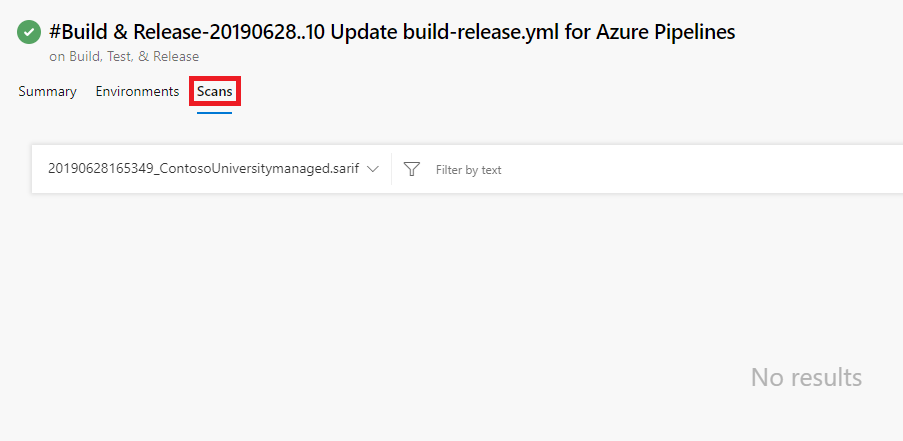 #Build & Release-20190628..10 Update build-release.yml for Azure Pipelines
on Build, Test, & Release
Summary Environments Scans
20190628165349_ContosoUniversitymanaged.sarif Filter by text
No results